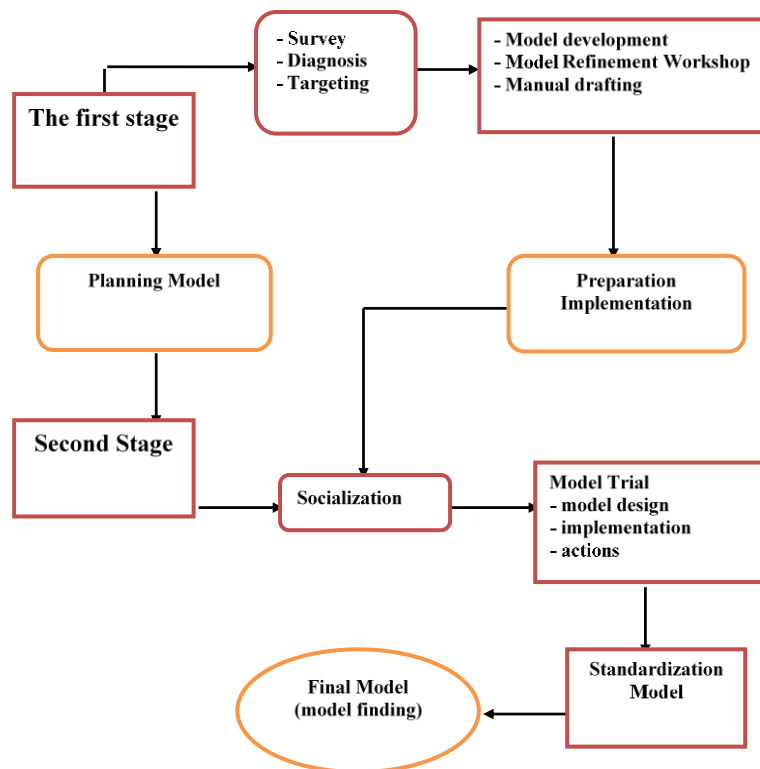 - Survey
- Diagnosis
- Targeting
- Model development
- Model Refinement Workshop
- Manual drafting
The first stage
Planning Model
Preparation
Implementation
Second Stage
Socialization
Model Trial
- model design
- implementation
- actions
Standardization
Model
Final Model
(model finding)